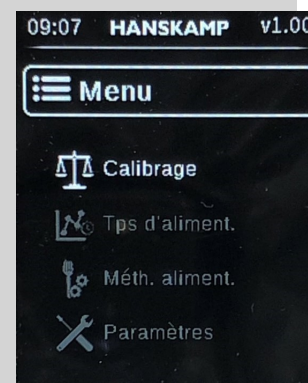 09:07 HANSKAMP v1.00
Menu
Calibrage
Tps d'aliment.
Méth. aliment.
Paramètres